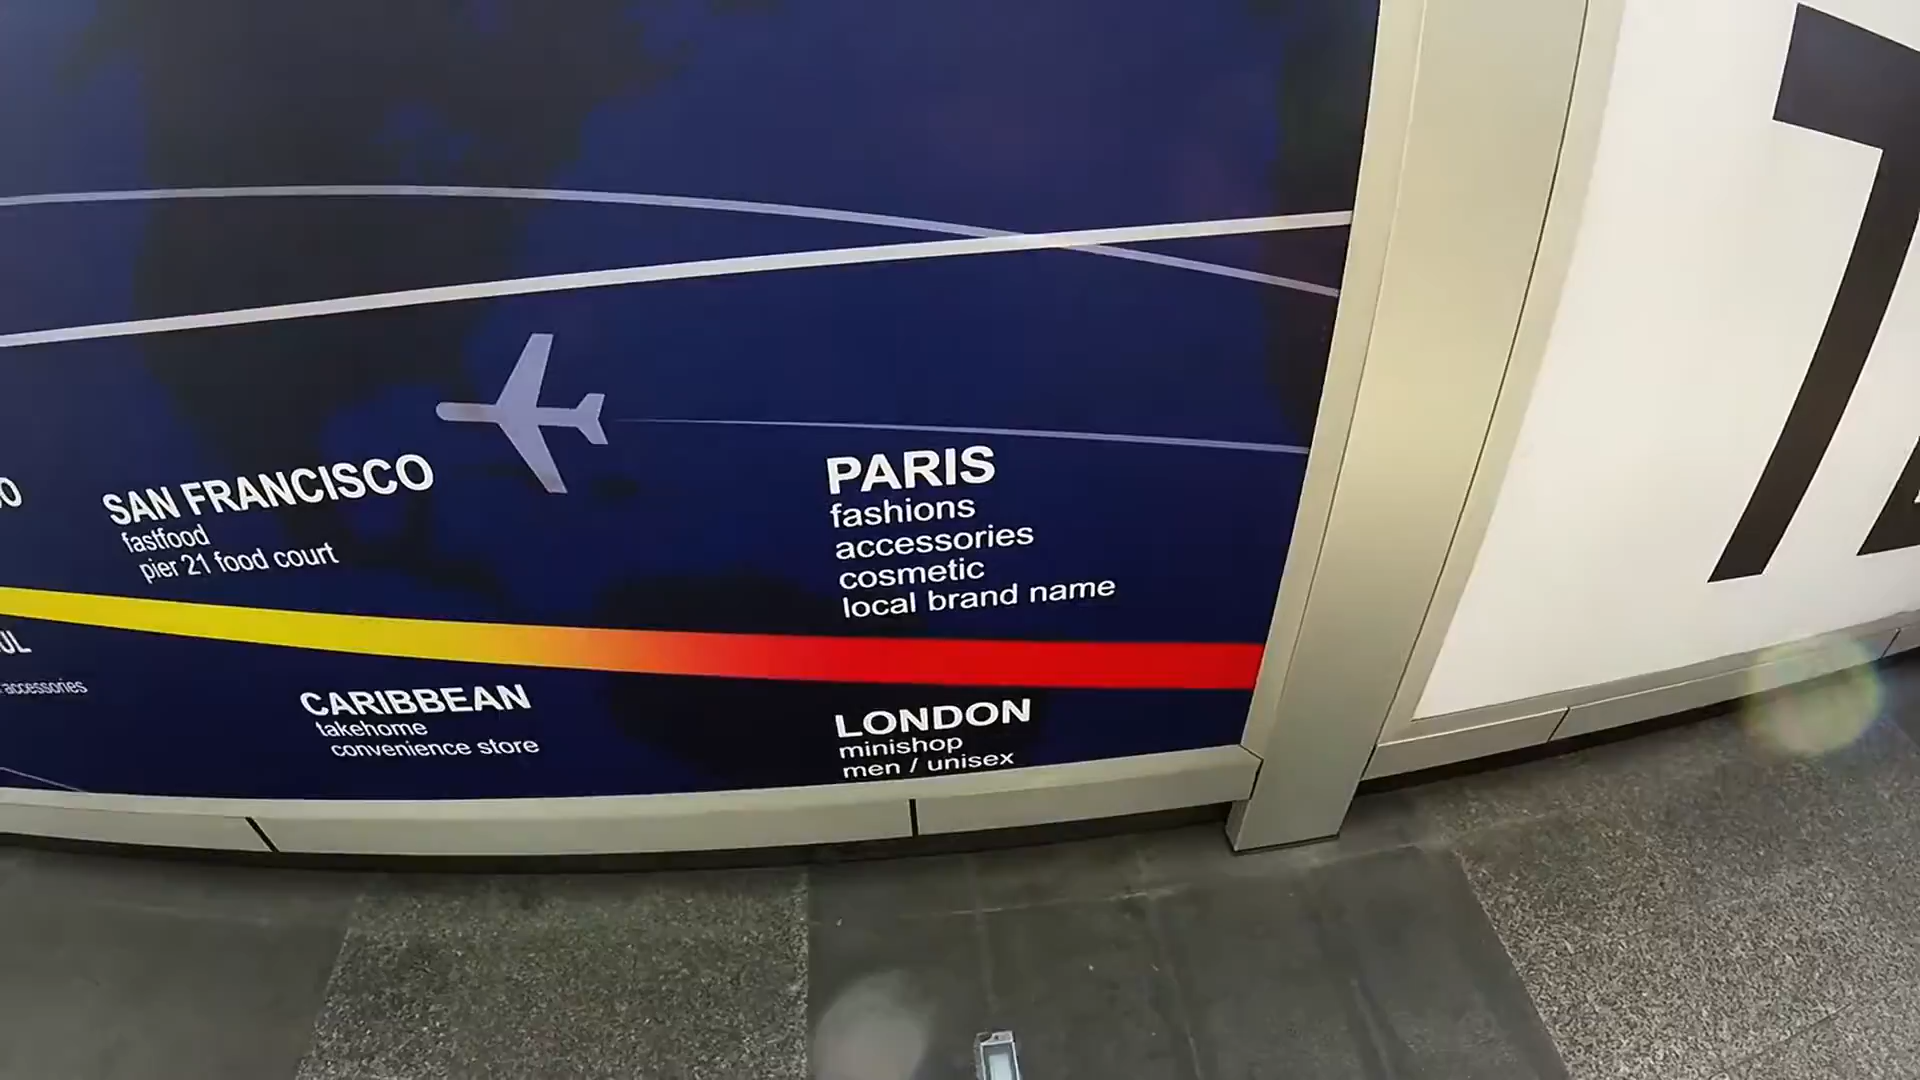 SAN FRANCISCO
fastfood
pier 21 food court
PARIS
fashions
accessories
cosmetic
local brand name
accessories
CARIBBEAN
takehome
convenience store
LONDON
minishop
men / unisex